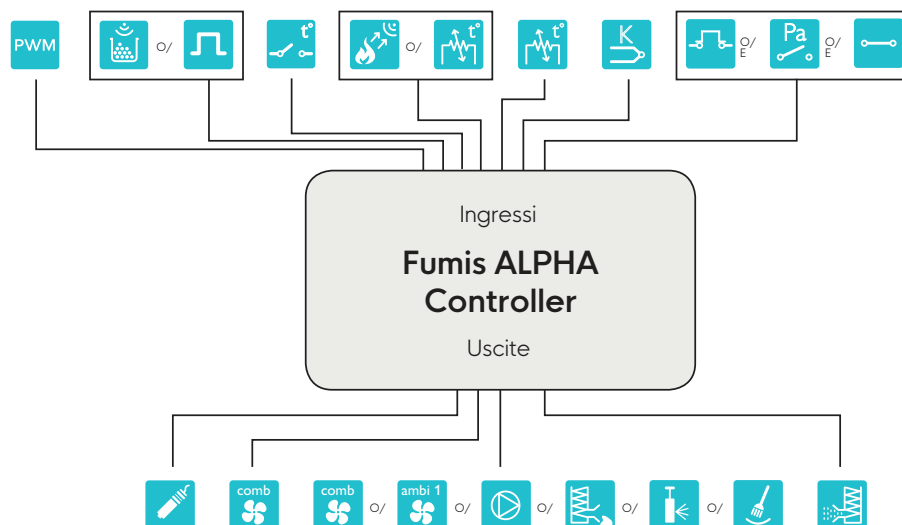 PWM
O/
t°
O/
t°
t°
K
O/
E
Pa
O/
E
Ingressi
Fumis ALPHA
Controller
Uscite
comb
comb
O/
ambi 1
O/
O/
O/
O/